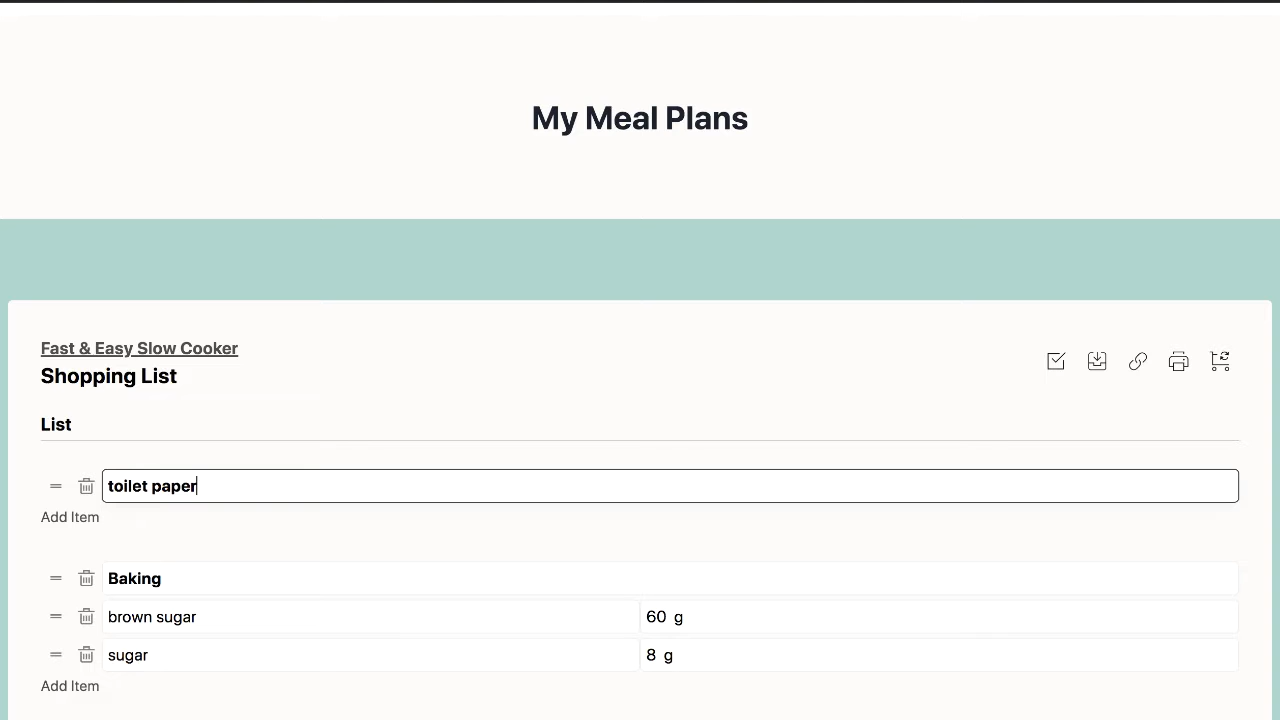 My Meal Plans
Fast & Easy Slow Cooker
Shopping List
List
toilet paper
Add Item
Baking
brown sugar 60 g
sugar 8 g
Add Item